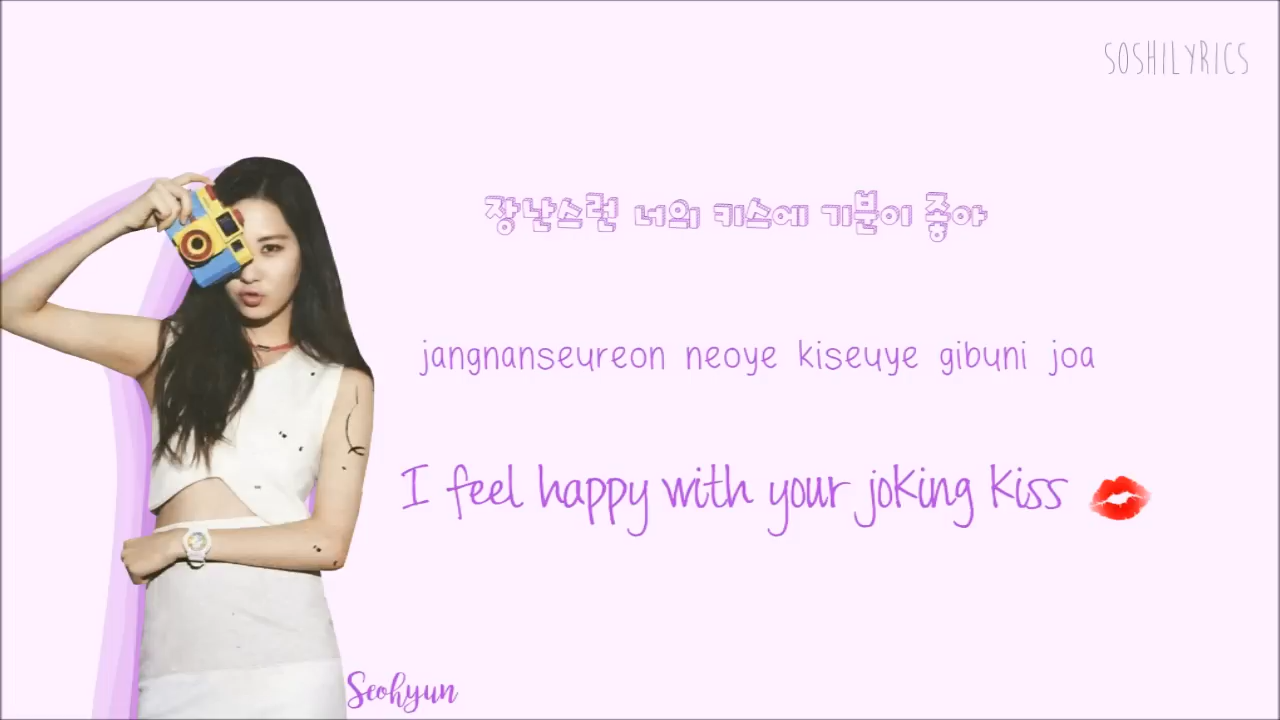 SOSHILYRICS
장난스런 너의 키스에 기분이 좋아
jangnanseureon neoye kiseuye gibuni joa
I feel happy with your joking kiss
Seohyun